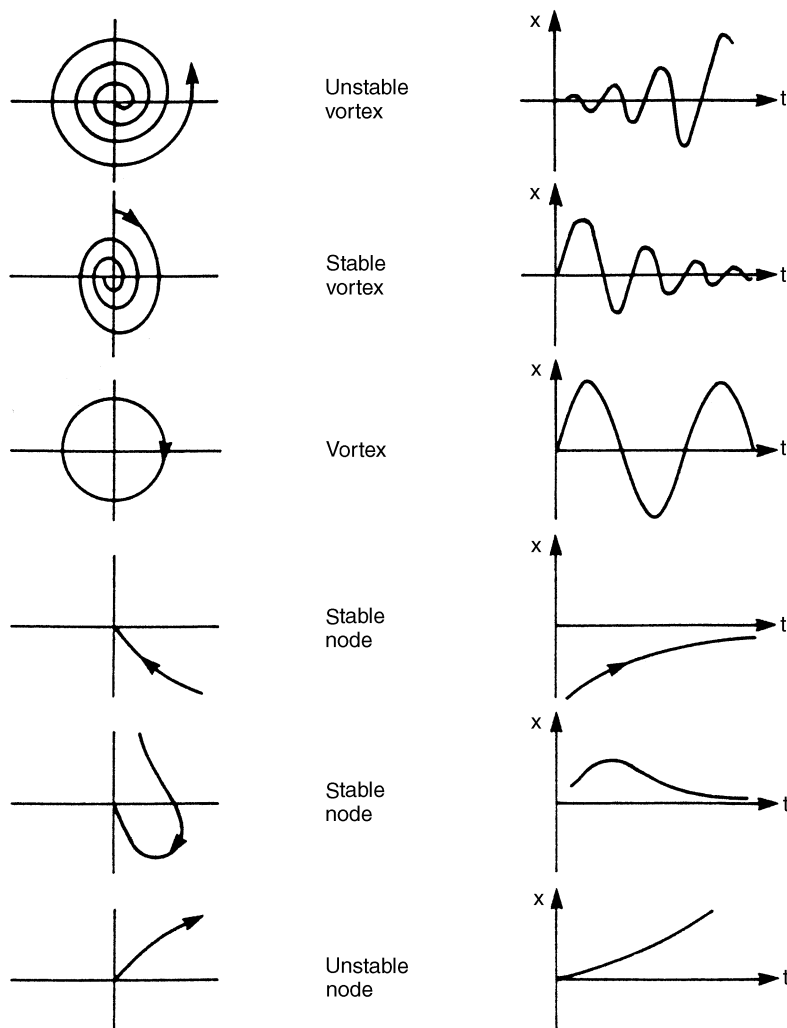 x
t
Unstable
vortex
x
t
Stable
vortex
x
t
Vortex
x
t
Stable
node
x
t
Stable
node
x
t
Unstable
node